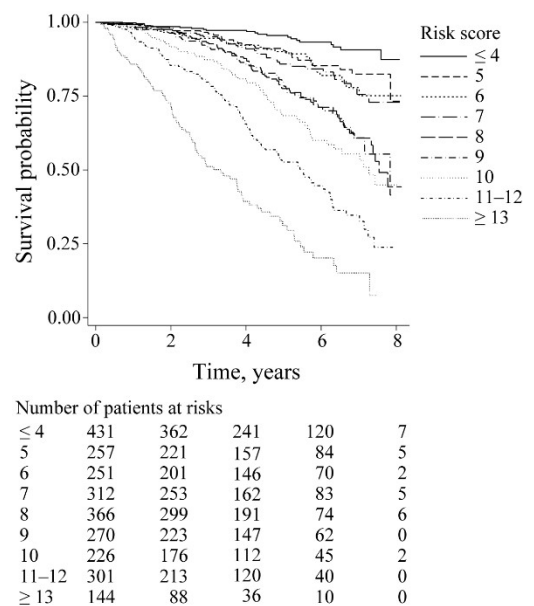 Risk score
≤ 4
5
6
7
8
9
10
11–12
≥ 13
Survival probability
1.00
0.75
0.50
0.25
0.00
0 2 4 6 8
Time, years
Number of patients at risks
≤ 4 431 362 241 120 7
5 257 221 157 84 5
6 251 201 146 70 2
7 312 253 162 83 5
8 366 299 191 74 6
9 270 223 147 62 0
10 226 176 112 45 2
11–12 301 213 120 40 0
≥ 13 144 88 36 10 0